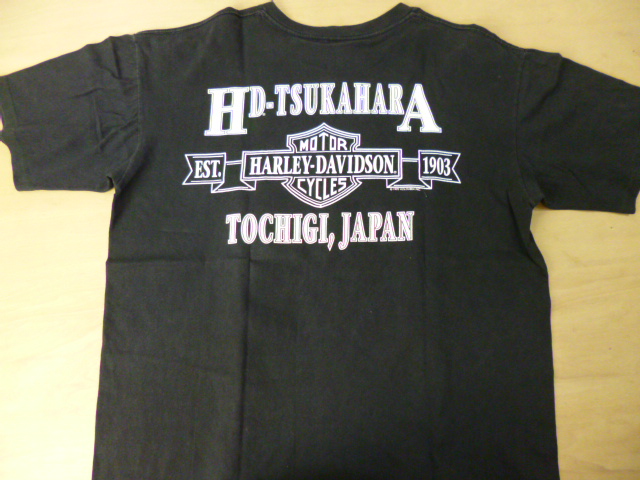 HD-TSUKAHARA
MOTOR
EST. HARLEY-DAVIDSON 1903
CYCLES
TOCHIGI, JAPAN